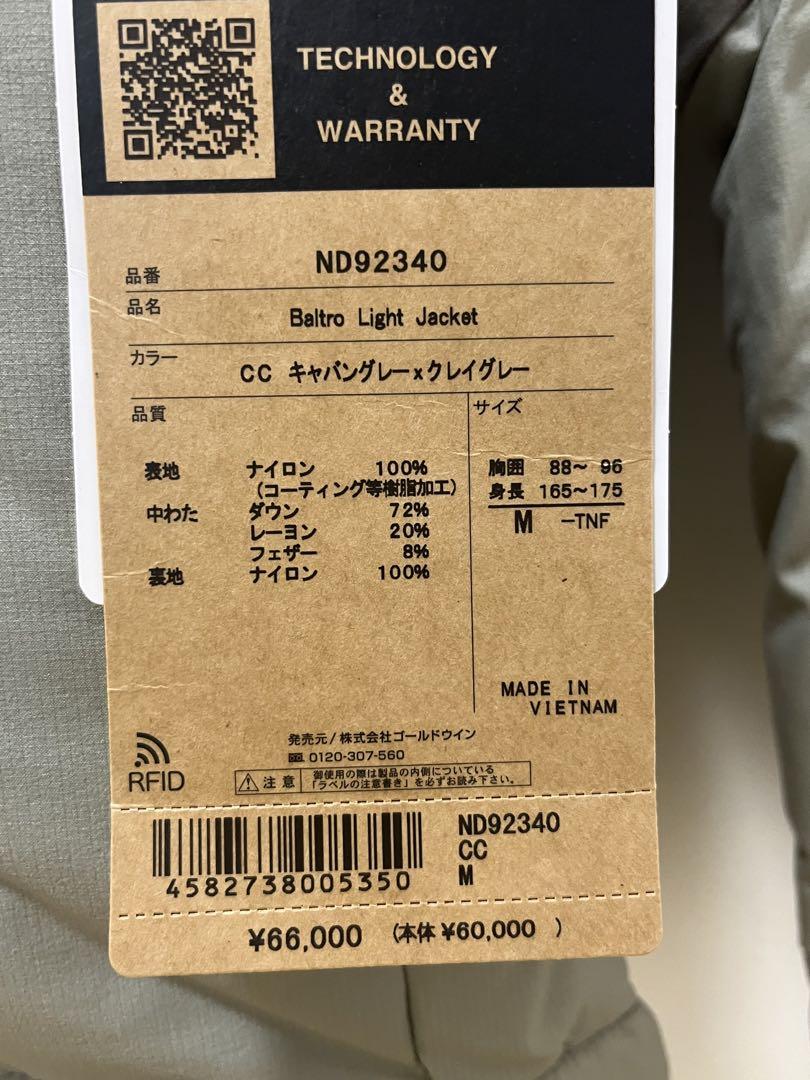 TECHNOLOGY
&
WARRANTY
品番 ND92340
品名 Baltro Light Jacket
カラー CC キャバングレーxクレイグレー
品質
表地 ナイロン 100%
(コーティング等樹脂加工)
中わた ダウン 72%
レーヨン 20%
フェザー 8%
裏地 ナイロン 100%
サイズ
胸囲 88~ 96
身長 165~175
M -TNF
MADE IN
VIETNAM
RFID
発売元/株式会社ゴールドウイン
0120-307-560
注意 御使用の際は製品の内側についている
「ラベルの注意書き」を必ずお読み下さい。
4582738005350
ND92340
CC
M
¥66,000 (本体 ¥60,000 )